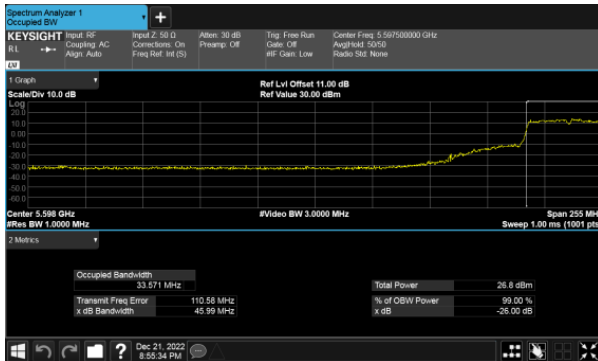 Spectrum Analyzer 1
Occupied BW
+
KEYSIGHT Input: RF Input Z: 50 Ω Atten: 30 dB Trig: Free Run Center Freq: 5.597500000 GHz
R L Coupling: AC Corrections: On Preamp: Off Gate: Off Avg|Hold: 50/50
Align: Auto Freq Ref: Int (S) #IF Gain: Low Radio Std: None
LXI
1 Graph
Ref Lvl Offset 11.00 dB
Scale/Div 10.0 dB Ref Value 30.00 dBm
Log
20.0
10.0
0.00
-10.0
-20.0
-30.0
-40.0
-50.0
-60.0
Center 5.598 GHz #Video BW 3.0000 MHz Span 255 MH
#Res BW 1.0000 MHz Sweep 1.00 ms (1001 pts
2 Metrics
Occupied Bandwidth
33.571 MHz Total Power 26.8 dBm
Transmit Freq Error 110.58 MHz % of OBW Power 99.00 %
x dB Bandwidth 45.99 MHz x dB -26.00 dB
? Dec 21, 2022
8:55:34 PM